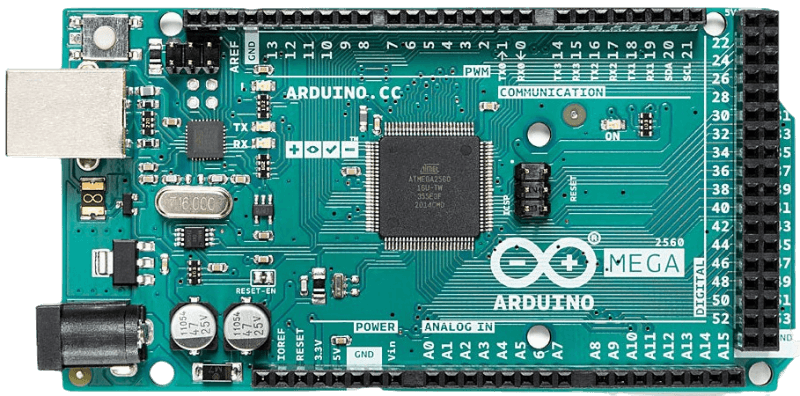 5V
AREF
GND
13
12
11
10
9
8
7
6
5
4
3
2
TX0→1
RX0←0
TX3 14
RX3 15
TX2 16
RX2 17
TX1 18
RX1 19
SDA 20
SCL 21
PWM
COMMUNICATION
ARDUINO.CC
L
TX
RX
ON
22
24
26
28
30
32
34
36
38
40
42
44
46
48
50
52
ATMEL
ATMEGA2560
16U-TW
2014CMD
ICSP
RESET
16.000
RESET-EN
11054
47
25V
11054
47
25V
2560
MEGA
ARDUINO
®
DIGITAL
POWER
ANALOG IN
IOREF
RESET
3.3V
5V
GND
Vin
A0
A1
A2
A3
A4
A5
6
A7
A8
A9
A10
A11
A12
A13
A14
A15